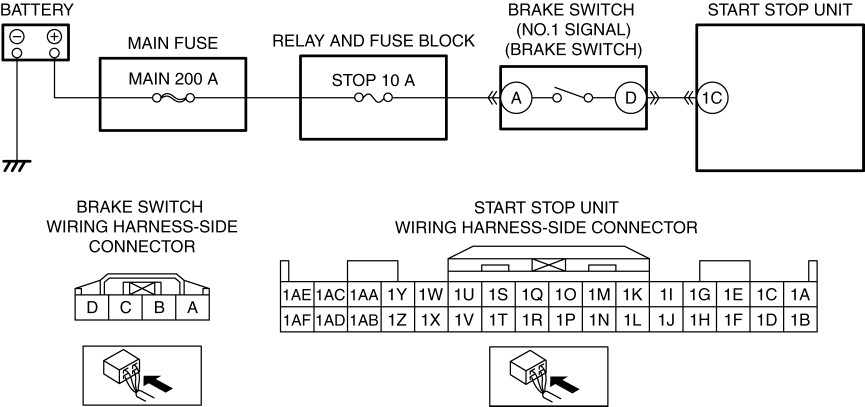 BATTERY
MAIN FUSE
RELAY AND FUSE BLOCK
BRAKE SWITCH
(NO.1 SIGNAL)
(BRAKE SWITCH)
START STOP UNIT
MAIN 200 A
STOP 10 A
A
D
1C
BRAKE SWITCH
WIRING HARNESS-SIDE
CONNECTOR
D C B A
START STOP UNIT
WIRING HARNESS-SIDE CONNECTOR
1AE 1AC 1AA 1Y 1W 1U 1S 1Q 1O 1M 1K 1I 1G 1E 1C 1A
1AF 1AD 1AB 1Z 1X 1V 1T 1R 1P 1N 1L 1J 1H 1F 1D 1B